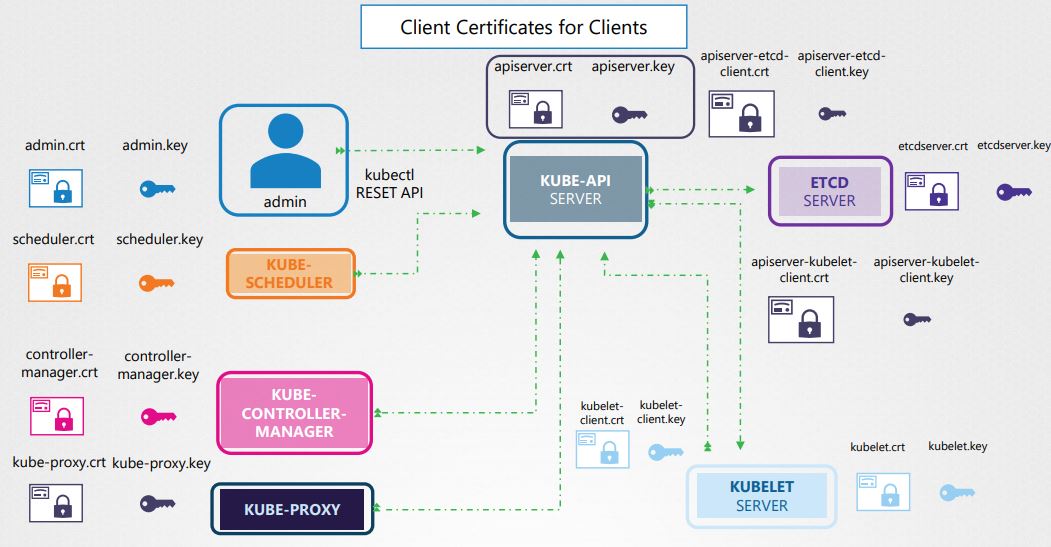 Client Certificates for Clients
apiserver.crt
apiserver.key
apiserver-etcd-
client.crt
apiserver-etcd-
client.key
admin.crt
admin.key
admin
kubectl
RESET API
KUBE-API
SERVER
ETCD
SERVER
etcdserver.crt
etcdserver.key
scheduler.crt
scheduler.key
KUBE-
SCHEDULER
apiserver-kubelet-
client.crt
apiserver-kubelet-
client.key
controller-
manager.crt
controller-
manager.key
KUBE-
CONTROLLER-
MANAGER
kubelet-
client.crt
kubelet-
client.key
kube-proxy.crt
kube-proxy.key
KUBE-PROXY
KUBELET
SERVER
kubelet.crt
kubelet.key